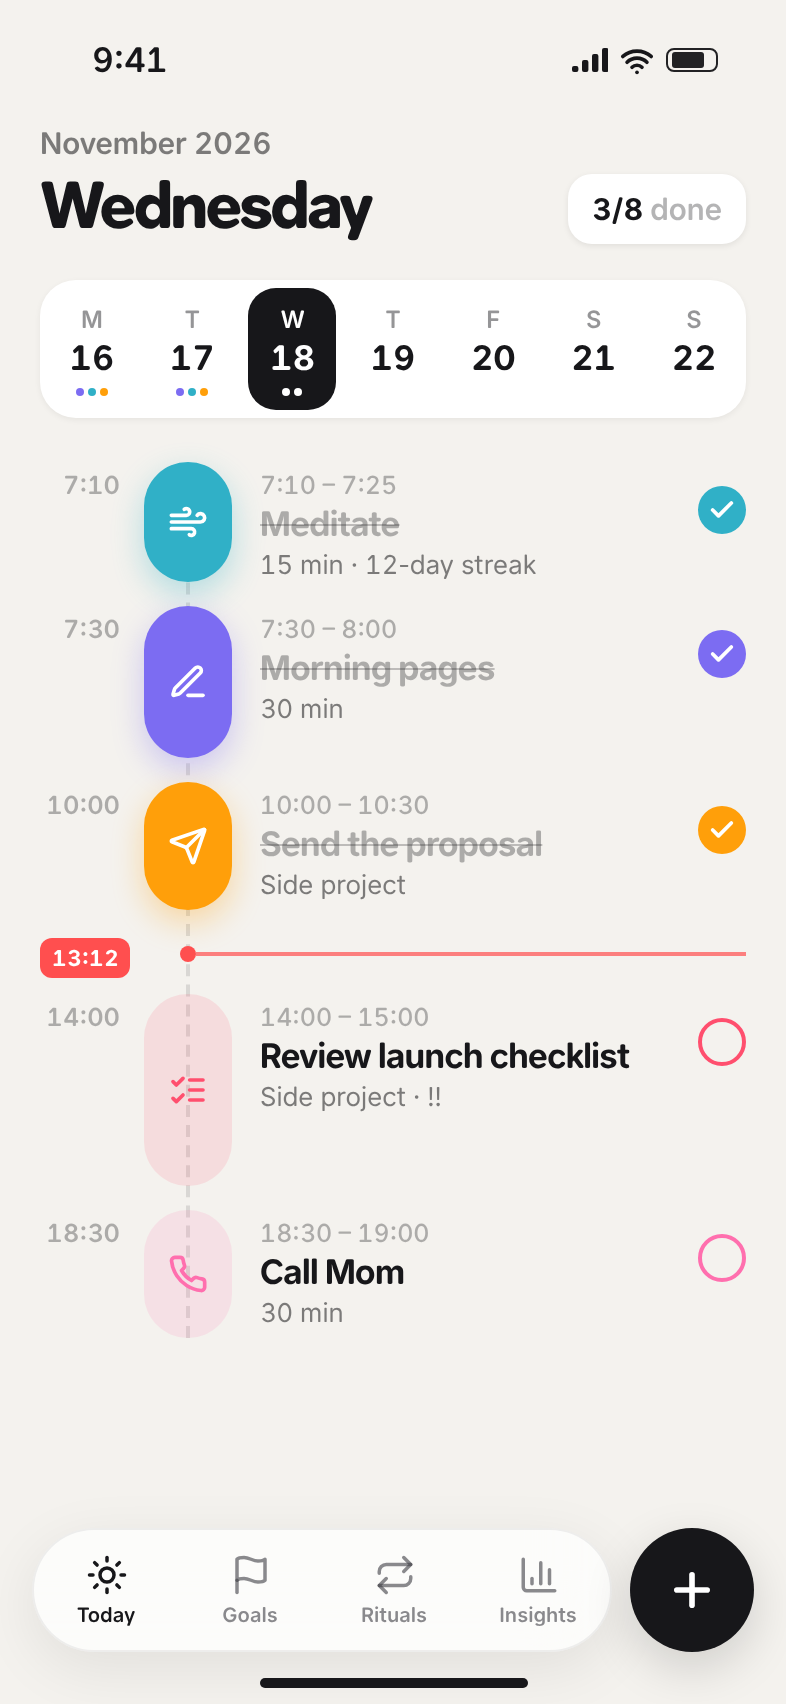 9:41
November 2026
Wednesday
3/8 done
M T W T F S S
16 17 18 19 20 21 22
7:10
7:10 – 7:25
Meditate
15 min · 12-day streak
7:30
7:30 – 8:00
Morning pages
30 min
10:00
10:00 – 10:30
Send the proposal
Side project
13:12
14:00
14:00 – 15:00
Review launch checklist
Side project · !!
18:30
18:30 – 19:00
Call Mom
30 min
Today Goals Rituals Insights